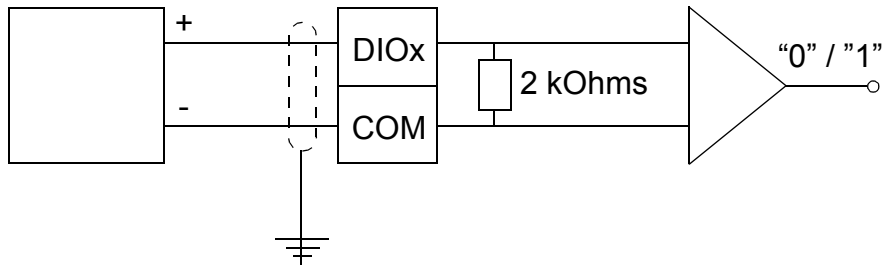 +
DIOx
2 kOhms
“0” / ”1”
-
COM